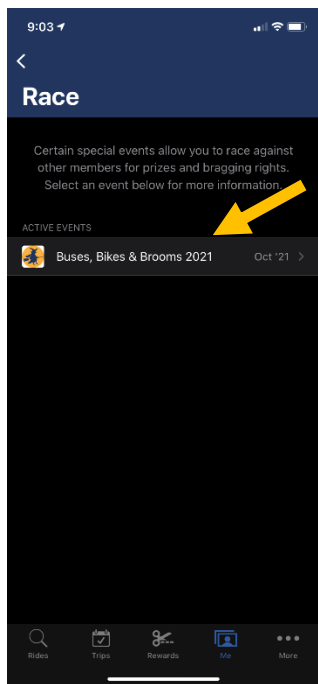 9:03
Race
Certain special events allow you to race against
other members for prizes and bragging rights.
Select an event below for more information.
ACTIVE EVENTS
Buses, Bikes & Brooms 2021 Oct '21
Rides Trips Rewards Me More